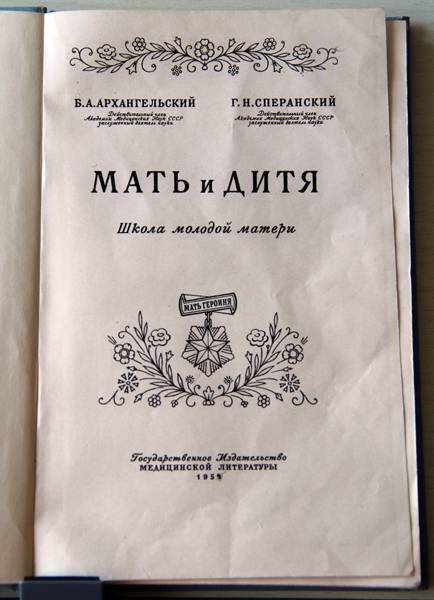 Б.А.АРХАНГЕЛЬСКИЙ
Действительный член
Академии Медицинских Наук СССР
заслуженный деятель науки
Г.Н.СПЕРАНСКИЙ
Действительный член
Академии Медицинских Наук СССР
заслуженный деятель науки
МАТЬ и ДИТЯ
Школа молодой матери
МАТЬ ГЕРОИНЯ
Государственное Издательство
МЕДИЦИНСКОЙ ЛИТЕРАТУРЫ